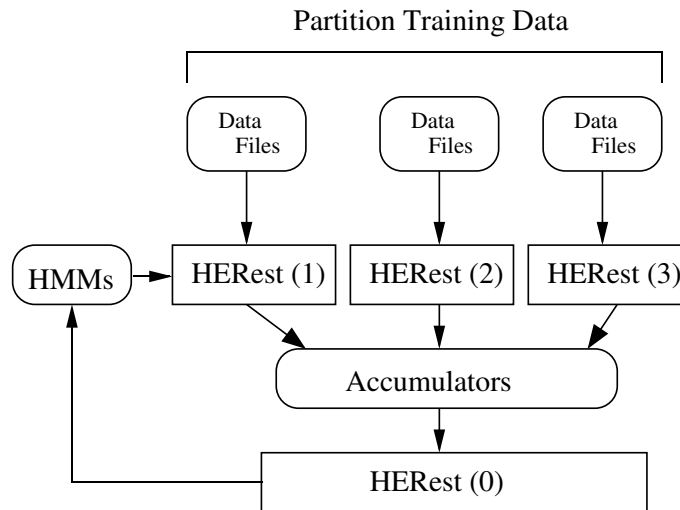 Partition Training Data
Data
Files
Data
Files
Data
Files
HMMs
HERest (1)
HERest (2)
HERest (3)
Accumulators
HERest (0)